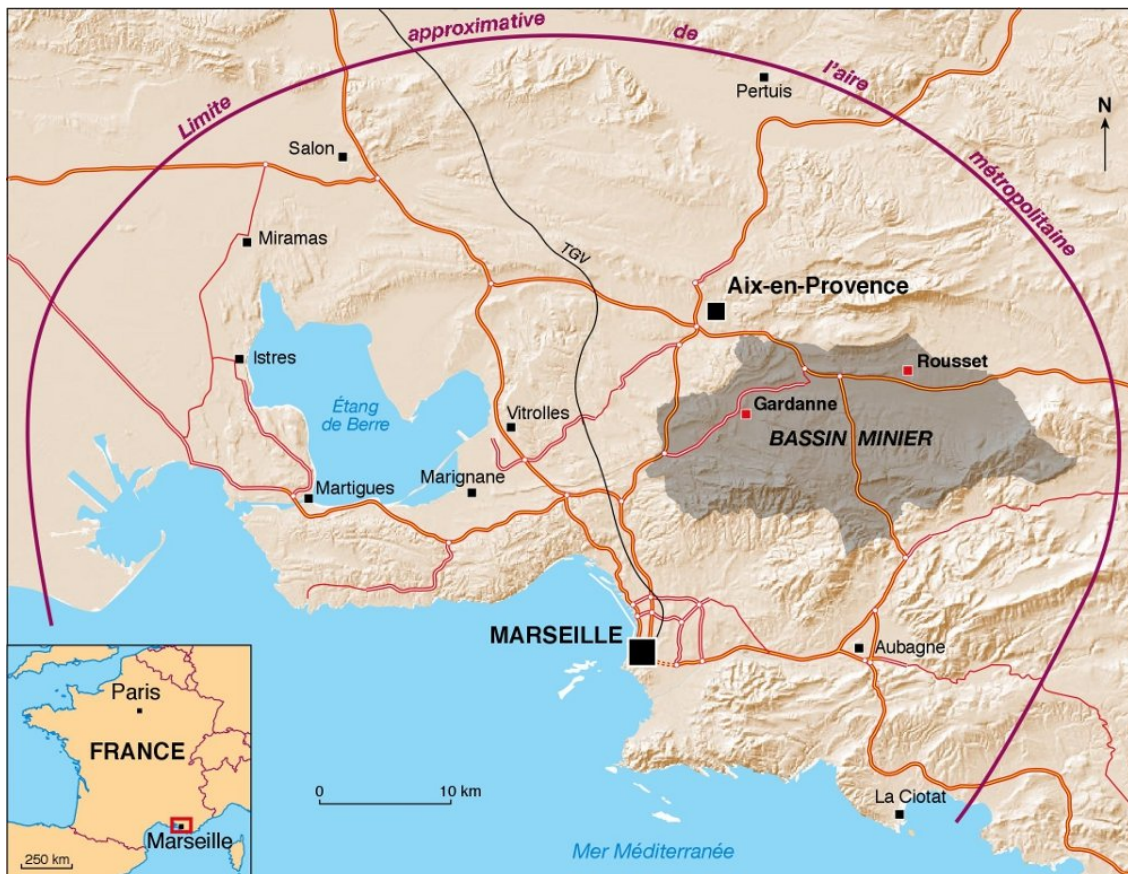 Limite approximative de l'aire métropolitaine
N
Pertuis
Salon
Miramas
TGV
Aix-en-Provence
Istres
Rousset
Étang
de Berre
Vitrolles
Gardanne
BASSIN MINIER
Marignane
Martigues
MARSEILLE
Aubagne
Paris
FRANCE
Marseille
250 km
0 10 km
La Ciotat
Mer Méditerranée